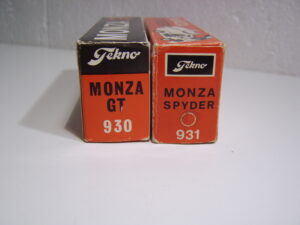 Tekno
MONZA
GT
930
Tekno
MONZA
SPYDER
931